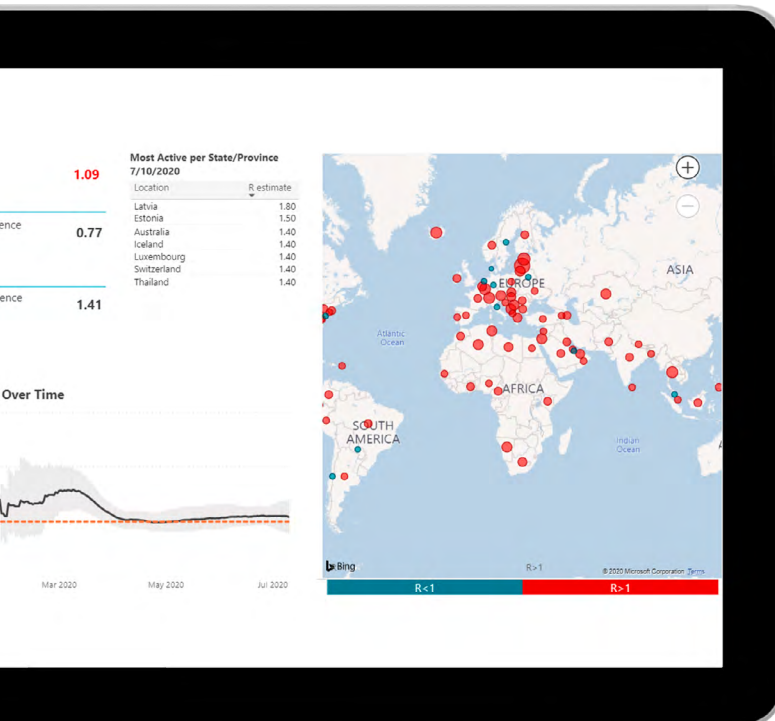 1.09
ence
0.77
ence
1.41
Most Active per State/Province
7/10/2020
Location R estimate
Latvia 1.80
Estonia 1.50
Australia 1.40
Iceland 1.40
Luxembourg 1.40
Switzerland 1.40
Thailand 1.40
Over Time
Mar 2020 May 2020 Jul 2020
ASIA
EUROPE
Atlantic
Ocean
AFRICA
SOUTH
AMERICA
Indian
Ocean
A
Bing
R>1
© 2020 Microsoft Corporation Terms
R<1 R>1